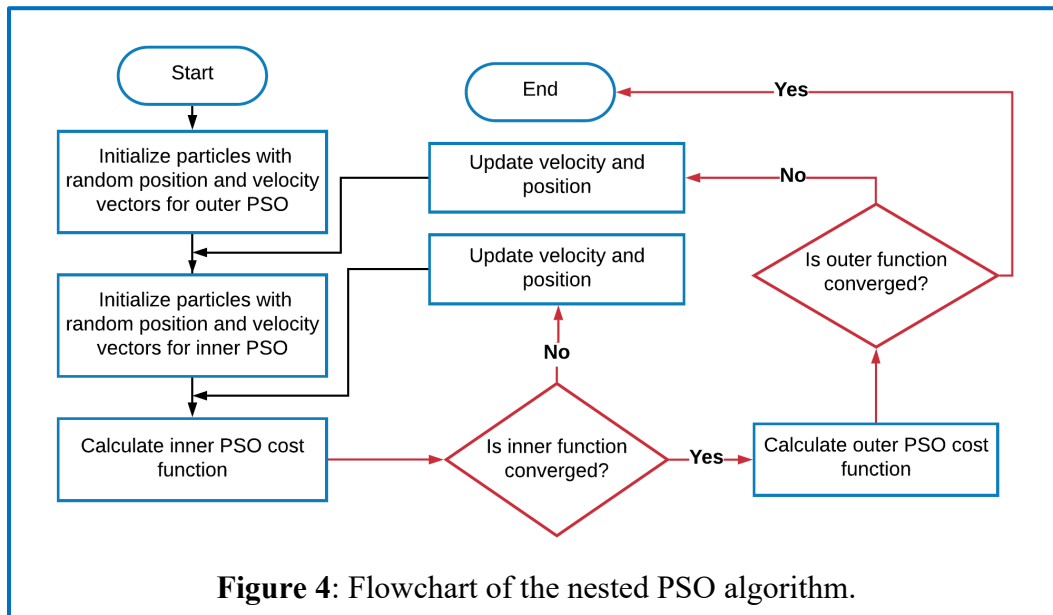 Start
Initialize particles with
random position and velocity
vectors for outer PSO
Initialize particles with
random position and velocity
vectors for inner PSO
Calculate inner PSO cost
function
Is inner function
converged?
No
Update velocity and
position
Yes
Calculate outer PSO cost
function
Is outer function
converged?
No
Update velocity and
position
Yes
End
Figure 4: Flowchart of the nested PSO algorithm.